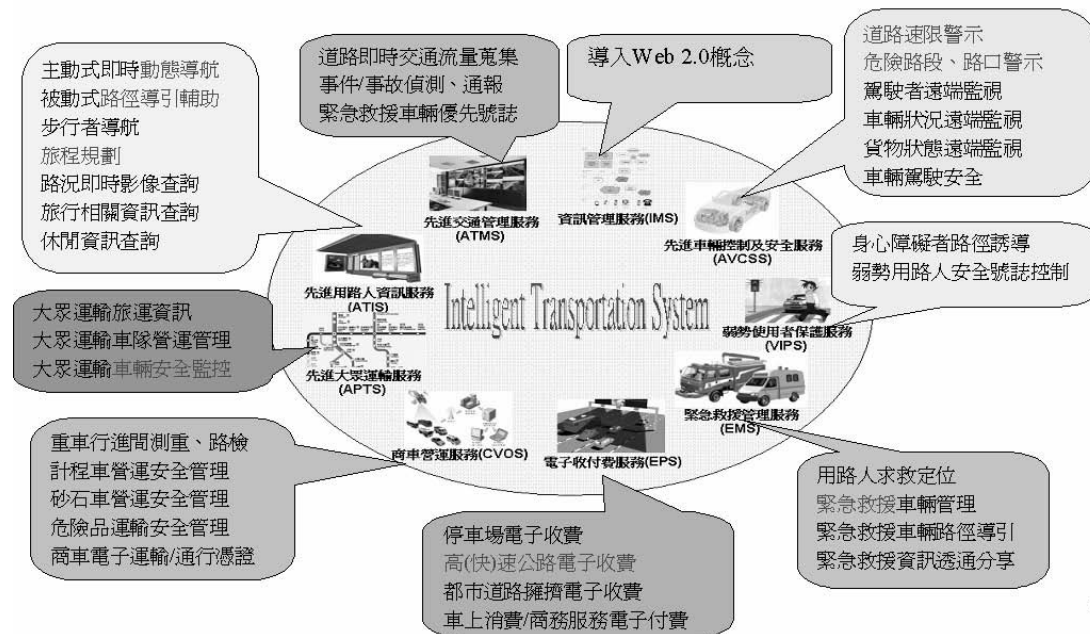 主動式即時動態導航
被動式路徑導引輔助
步行者導航
旅程規劃
路況即時影像查詢
旅行相關資訊查詢
休閒資訊查詢
道路即時交通流量蒐集
事件/事故偵測、通報
緊急救援車輛優先號誌
導入Web 2.0概念
道路速限警示
危險路段、路口警示
駕駛者遠端監視
車輛狀況遠端監視
貨物狀態遠端監視
車輛駕駛安全
先進交通管理服務
(ATMS)
資訊管理服務(IMS)
先進車輛控制及安全服務
(AVCSS)
身心障礙者路徑誘導
弱勢用路人安全號誌控制
先進用路人資訊服務
(ATIS)
Intelligent Transportation System
弱勢使用者保護服務
(VIPS)
大眾運輸旅運資訊
大眾運輸車隊營運管理
大眾運輸車輛安全監控
先進大眾運輸服務
(APTS)
緊急救援管理服務
(EMS)
商車營運服務(CVOS)
電子收付費服務(EPS)
重車行進間測重、路檢
計程車營運安全管理
砂石車營運安全管理
危險品運輸安全管理
商車電子運輸/通行憑證
停車場電子收費
高(快)速公路電子收費
都市道路擁擠電子收費
車上消費/商務服務電子付費
用路人求救定位
緊急救援車輛管理
緊急救援車輛路徑導引
緊急救援資訊透通分享